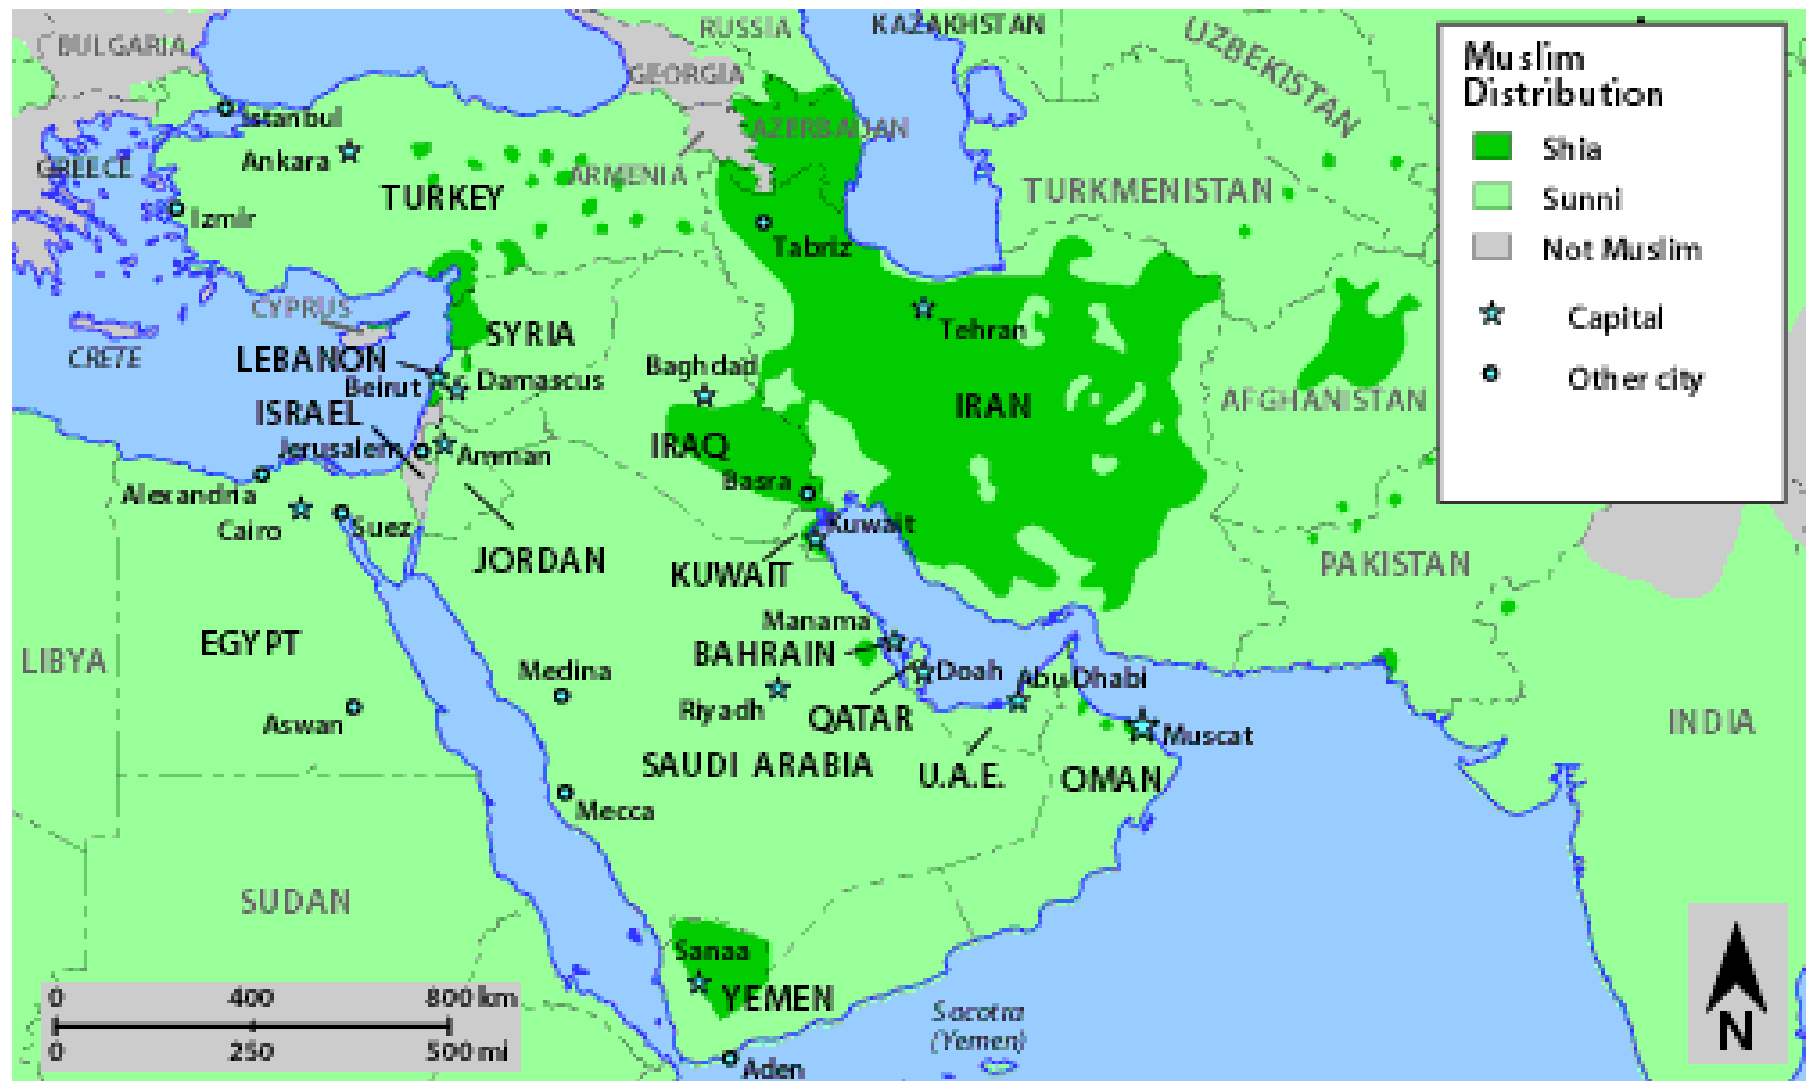 BULGARIA
RUSSIA
KAZAKHSTAN
UZBEKISTAN
GEORGIA
Istanbul
Ankara
AZERBAIJAN
GREECE
ARMENIA
TURKEY
TURKMENISTAN
Izmir
Tabriz
CYPRUS
CRETE
SYRIA
Tehran
LEBANON
Beirut
Damascus
Baghdad
ISRAEL
IRAN
AFGHANISTAN
Jerusalem
Amman
IRAQ
Basra
Alexandria
Cairo
Suez
Kuwait
JORDAN
KUWAIT
PAKISTAN
Manama
EGYPT
BAHRAIN
LIBYA
Medina
Doah
Abu Dhabi
Riyadh
QATAR
Aswan
Muscat
INDIA
SAUDI ARABIA
U.A.E.
OMAN
Mecca
SUDAN
Sanaa
YEMEN
Socotra
(Yemen)
Aden
Muslim
Distribution
Shia
Sunni
Not Muslim
Capital
Other city
0 400 800 km
0 250 500 mi
N